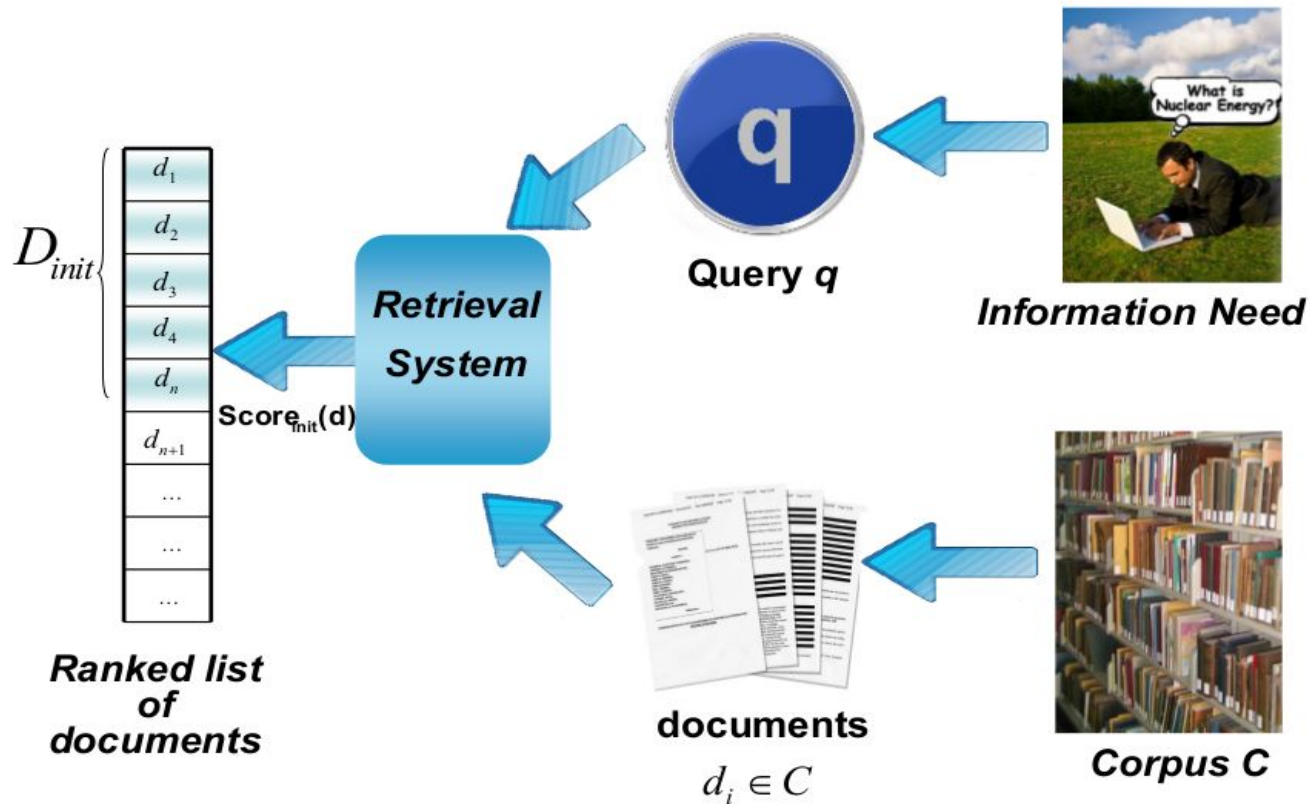 What is
Nuclear Energy?
q
Query q
Information Need
D_init
d_1
d_2
d_3
d_4
d_n
d_{n+1}
...
...
...
Score_init(d)
Retrieval
System
Ranked list
of
documents
documents
d_i ∈ C
Corpus C